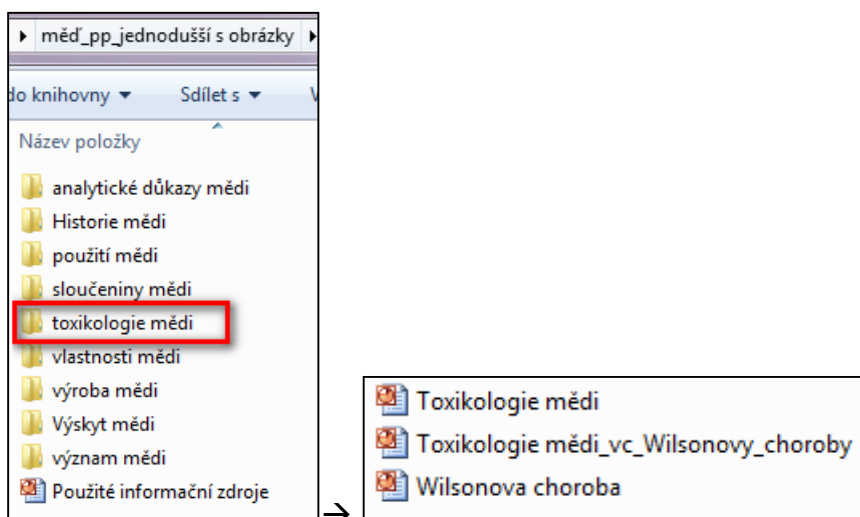 měď_pp_jednodušší s obrázky
do knihovny Sdílet s
Název položky
analytické důkazy mědi
Historie mědi
použití mědi
sloučeniny mědi
toxikologie mědi
vlastnosti mědi
výroba mědi
Výskyt mědi
význam mědi
Použité informační zdroje
→
Toxikologie mědi
Toxikologie mědi_vc_Wilsonovy_choroby
Wilsonova choroba